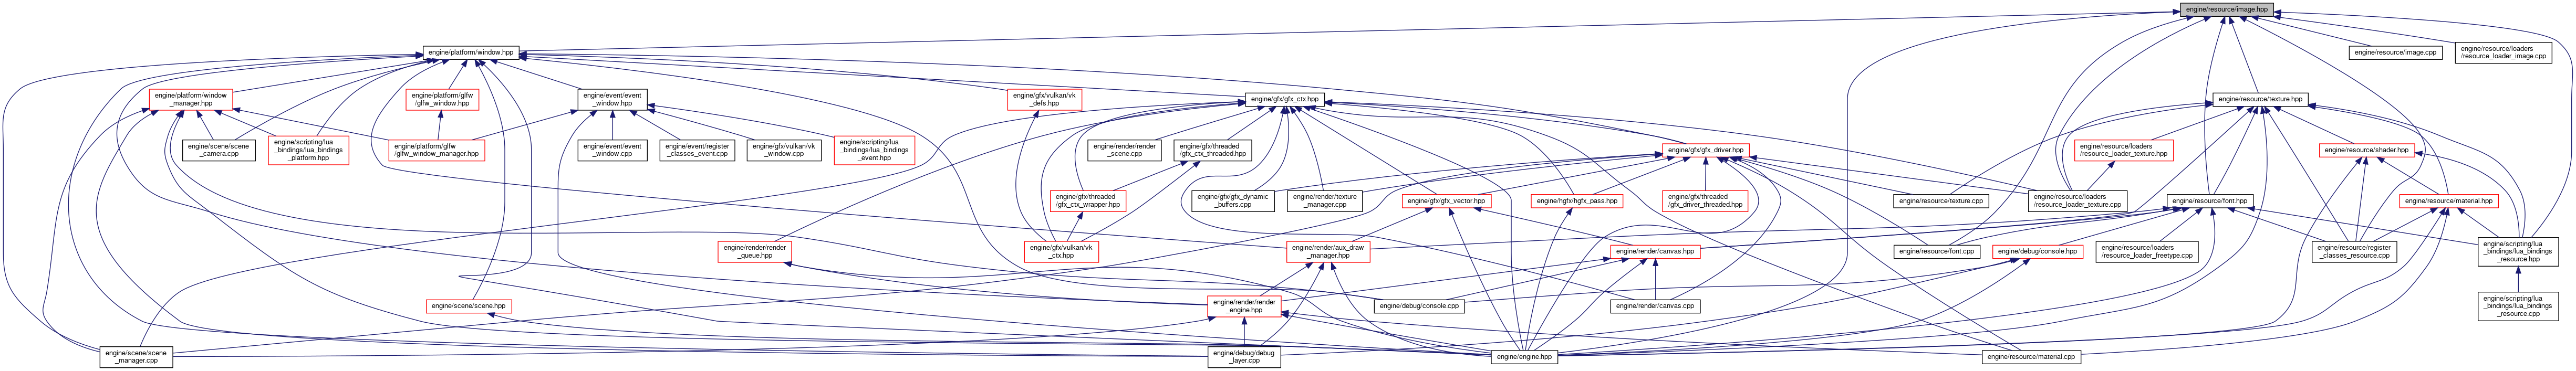 engine/resource/image.hpp
engine/platform/window.hpp
engine/resource/image.cpp
engine/resource/loaders
/resource_loader_image.cpp
engine/platform/window
_manager.hpp
engine/platform/glfw
/glfw_window.hpp
engine/event/event
_window.hpp
engine/gfx/vulkan/vk
_defs.hpp
engine/gfx/gfx_ctx.hpp
engine/resource/texture.hpp
engine/scene/scene
_camera.cpp
engine/scripting/lua
_bindings/lua_bindings
_platform.hpp
engine/platform/glfw
/glfw_window_manager.hpp
engine/event/event
_window.cpp
engine/event/register
_classes_event.cpp
engine/gfx/vulkan/vk
_window.cpp
engine/scripting/lua
_bindings/lua_bindings
_event.hpp
engine/render/render
_scene.cpp
engine/gfx/threaded
/gfx_ctx_threaded.hpp
engine/gfx/gfx_driver.hpp
engine/resource/loaders
/resource_loader_texture.hpp
engine/resource/shader.hpp
engine/gfx/threaded
/gfx_ctx_wrapper.hpp
engine/gfx/gfx_dynamic
_buffers.cpp
engine/render/texture
_manager.cpp
engine/gfx/gfx_vector.hpp
engine/hgfx/hgfx_pass.hpp
engine/gfx/threaded
/gfx_driver_threaded.hpp
engine/resource/texture.cpp
engine/resource/loaders
/resource_loader_texture.cpp
engine/resource/font.hpp
engine/resource/material.hpp
engine/render/render
_queue.hpp
engine/gfx/vulkan/vk
_ctx.hpp
engine/render/aux_draw
_manager.hpp
engine/render/canvas.hpp
engine/resource/font.cpp
engine/debug/console.hpp
engine/resource/loaders
/resource_loader_freetype.cpp
engine/resource/register
_classes_resource.cpp
engine/scripting/lua
_bindings/lua_bindings
_resource.hpp
engine/scene/scene.hpp
engine/render/render
_engine.hpp
engine/debug/console.cpp
engine/render/canvas.cpp
engine/scripting/lua
_bindings/lua_bindings
_resource.cpp
engine/scene/scene
_manager.cpp
engine/debug/debug
_layer.cpp
engine/engine.hpp
engine/resource/material.cpp